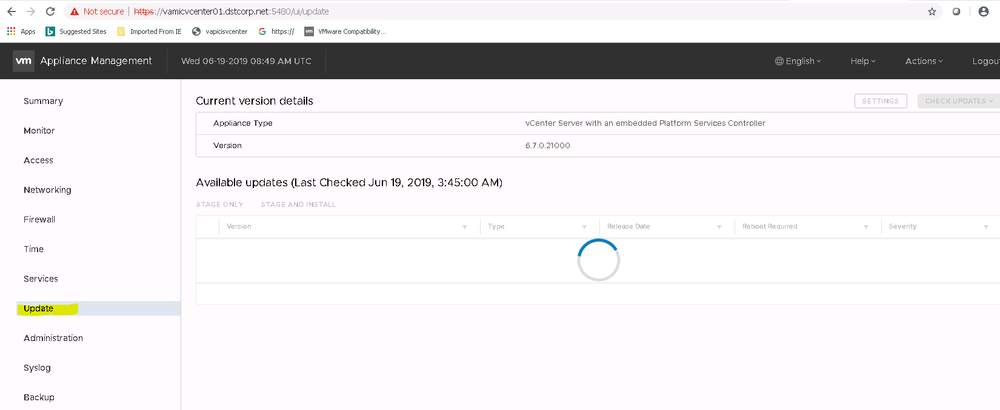 Not secure | https://vamicvcenter01.dstcorp.net:5480/ui/update
Apps Suggested Sites Imported From IE vapicisvcenter https:// vm VMware Compatibility...
vm Appliance Management Wed 06-19-2019 08:49 AM UTC English Help Actions Logou
Summary
Monitor
Access
Networking
Firewall
Time
Services
Update
Administration
Syslog
Backup
Current version details SETTINGS CHECK UPDATES
Appliance Type vCenter Server with an embedded Platform Services Controller
Version 6.7.0.21000
Available updates (Last Checked Jun 19, 2019, 3:45:00 AM)
STAGE ONLY STAGE AND INSTALL
Version Type Release Date Reboot Required Severity